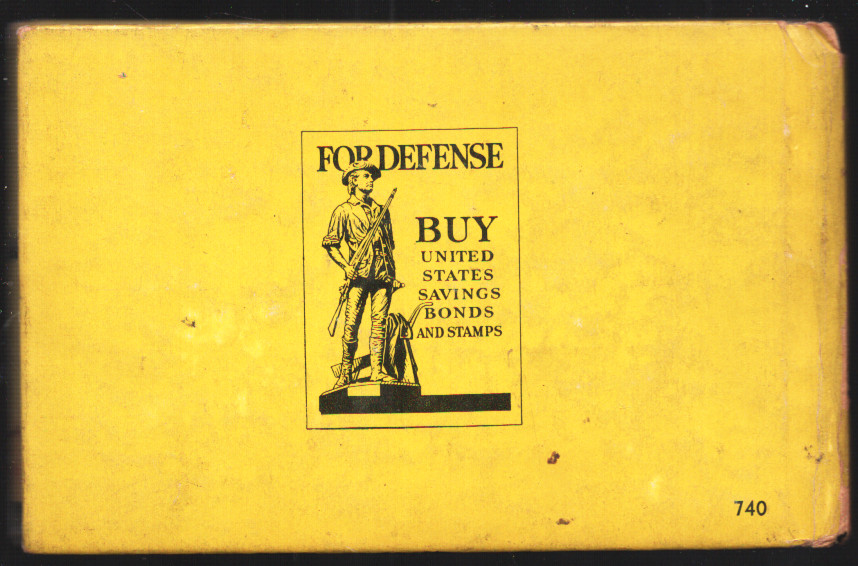 FOR DEFENSE
BUY
UNITED
STATES
SAVINGS
BONDS
AND STAMPS
740